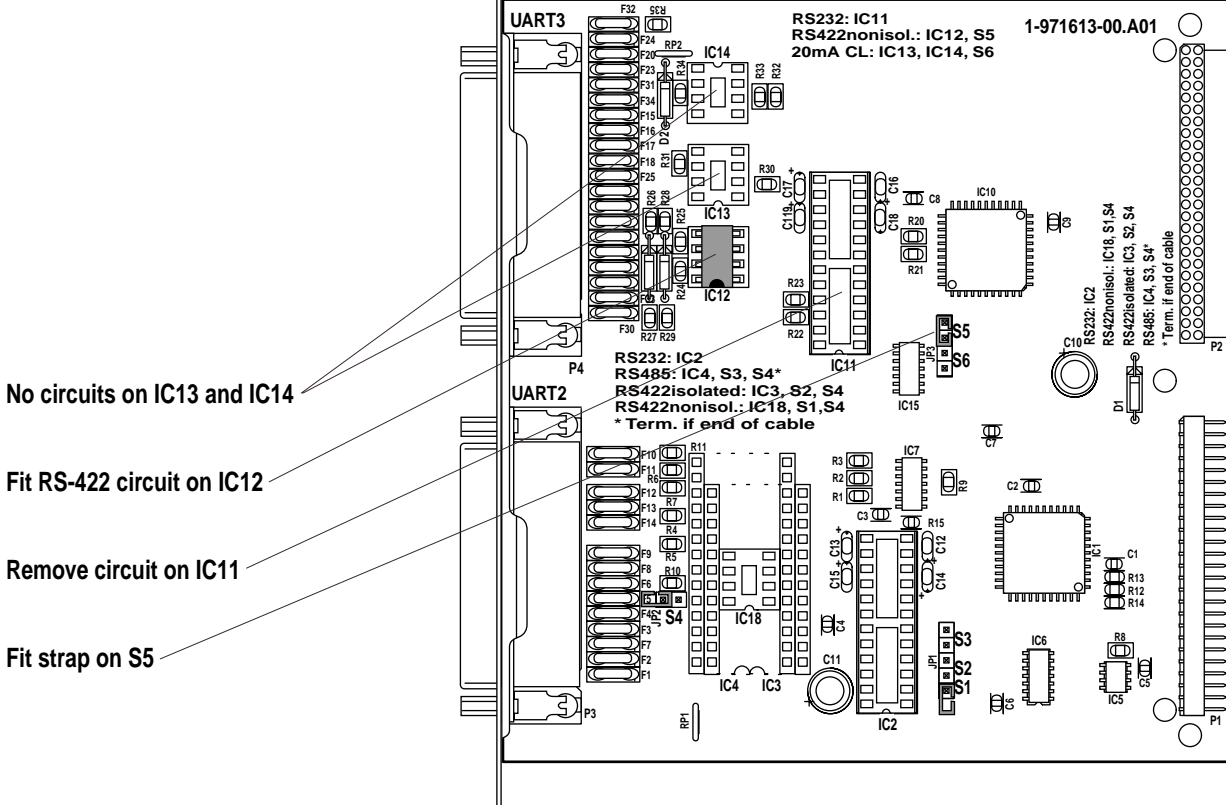 UART3
F32
R35
RS232: IC11
RS422nonisol.: IC12, S5
20mA CL: IC13, IC14, S6
1-971613-00.A01
F24
F20
F23
F31
F34
F15
F16
F17
F18
F25
RP2
IC14
R34
R33
R32
D2
R31
R30
IC13
R26
R28
R25
R24
IC12
F30
R27
R29
P4
C17
C119
C16
C18
R23
R22
IC11
C8
R20
R21
IC10
C9
S5
S6
JP3
IC15
C10
D1
P2
RS232: IC2
RS422nonisol.: IC18, S1,S4
RS422isolated: IC3, S2, S4
RS485: IC4, S3, S4*
* Term. if end of cable
RS232: IC2
RS485: IC4, S3, S4*
RS422isolated: IC3, S2, S4
RS422nonisol.: IC18, S1,S4
* Term. if end of cable
No circuits on IC13 and IC14
Fit RS-422 circuit on IC12
Remove circuit on IC11
Fit strap on S5
UART2
F10
F11
F12
F13
F14
F9
F8
F6
F5
F4
F3
F7
F2
F1
P3
R11
R6
R7
R4
R5
R10
JP2
S4
IC18
IC4
IC3
RP1
R3
R2
R1
IC7
R9
C7
C2
C3
R15
C13
C15
C12
C14
C4
C11
IC2
S3
S2
S1
JP1
IC1
C1
R13
R12
R14
IC6
C6
R8
IC5
C5
P1